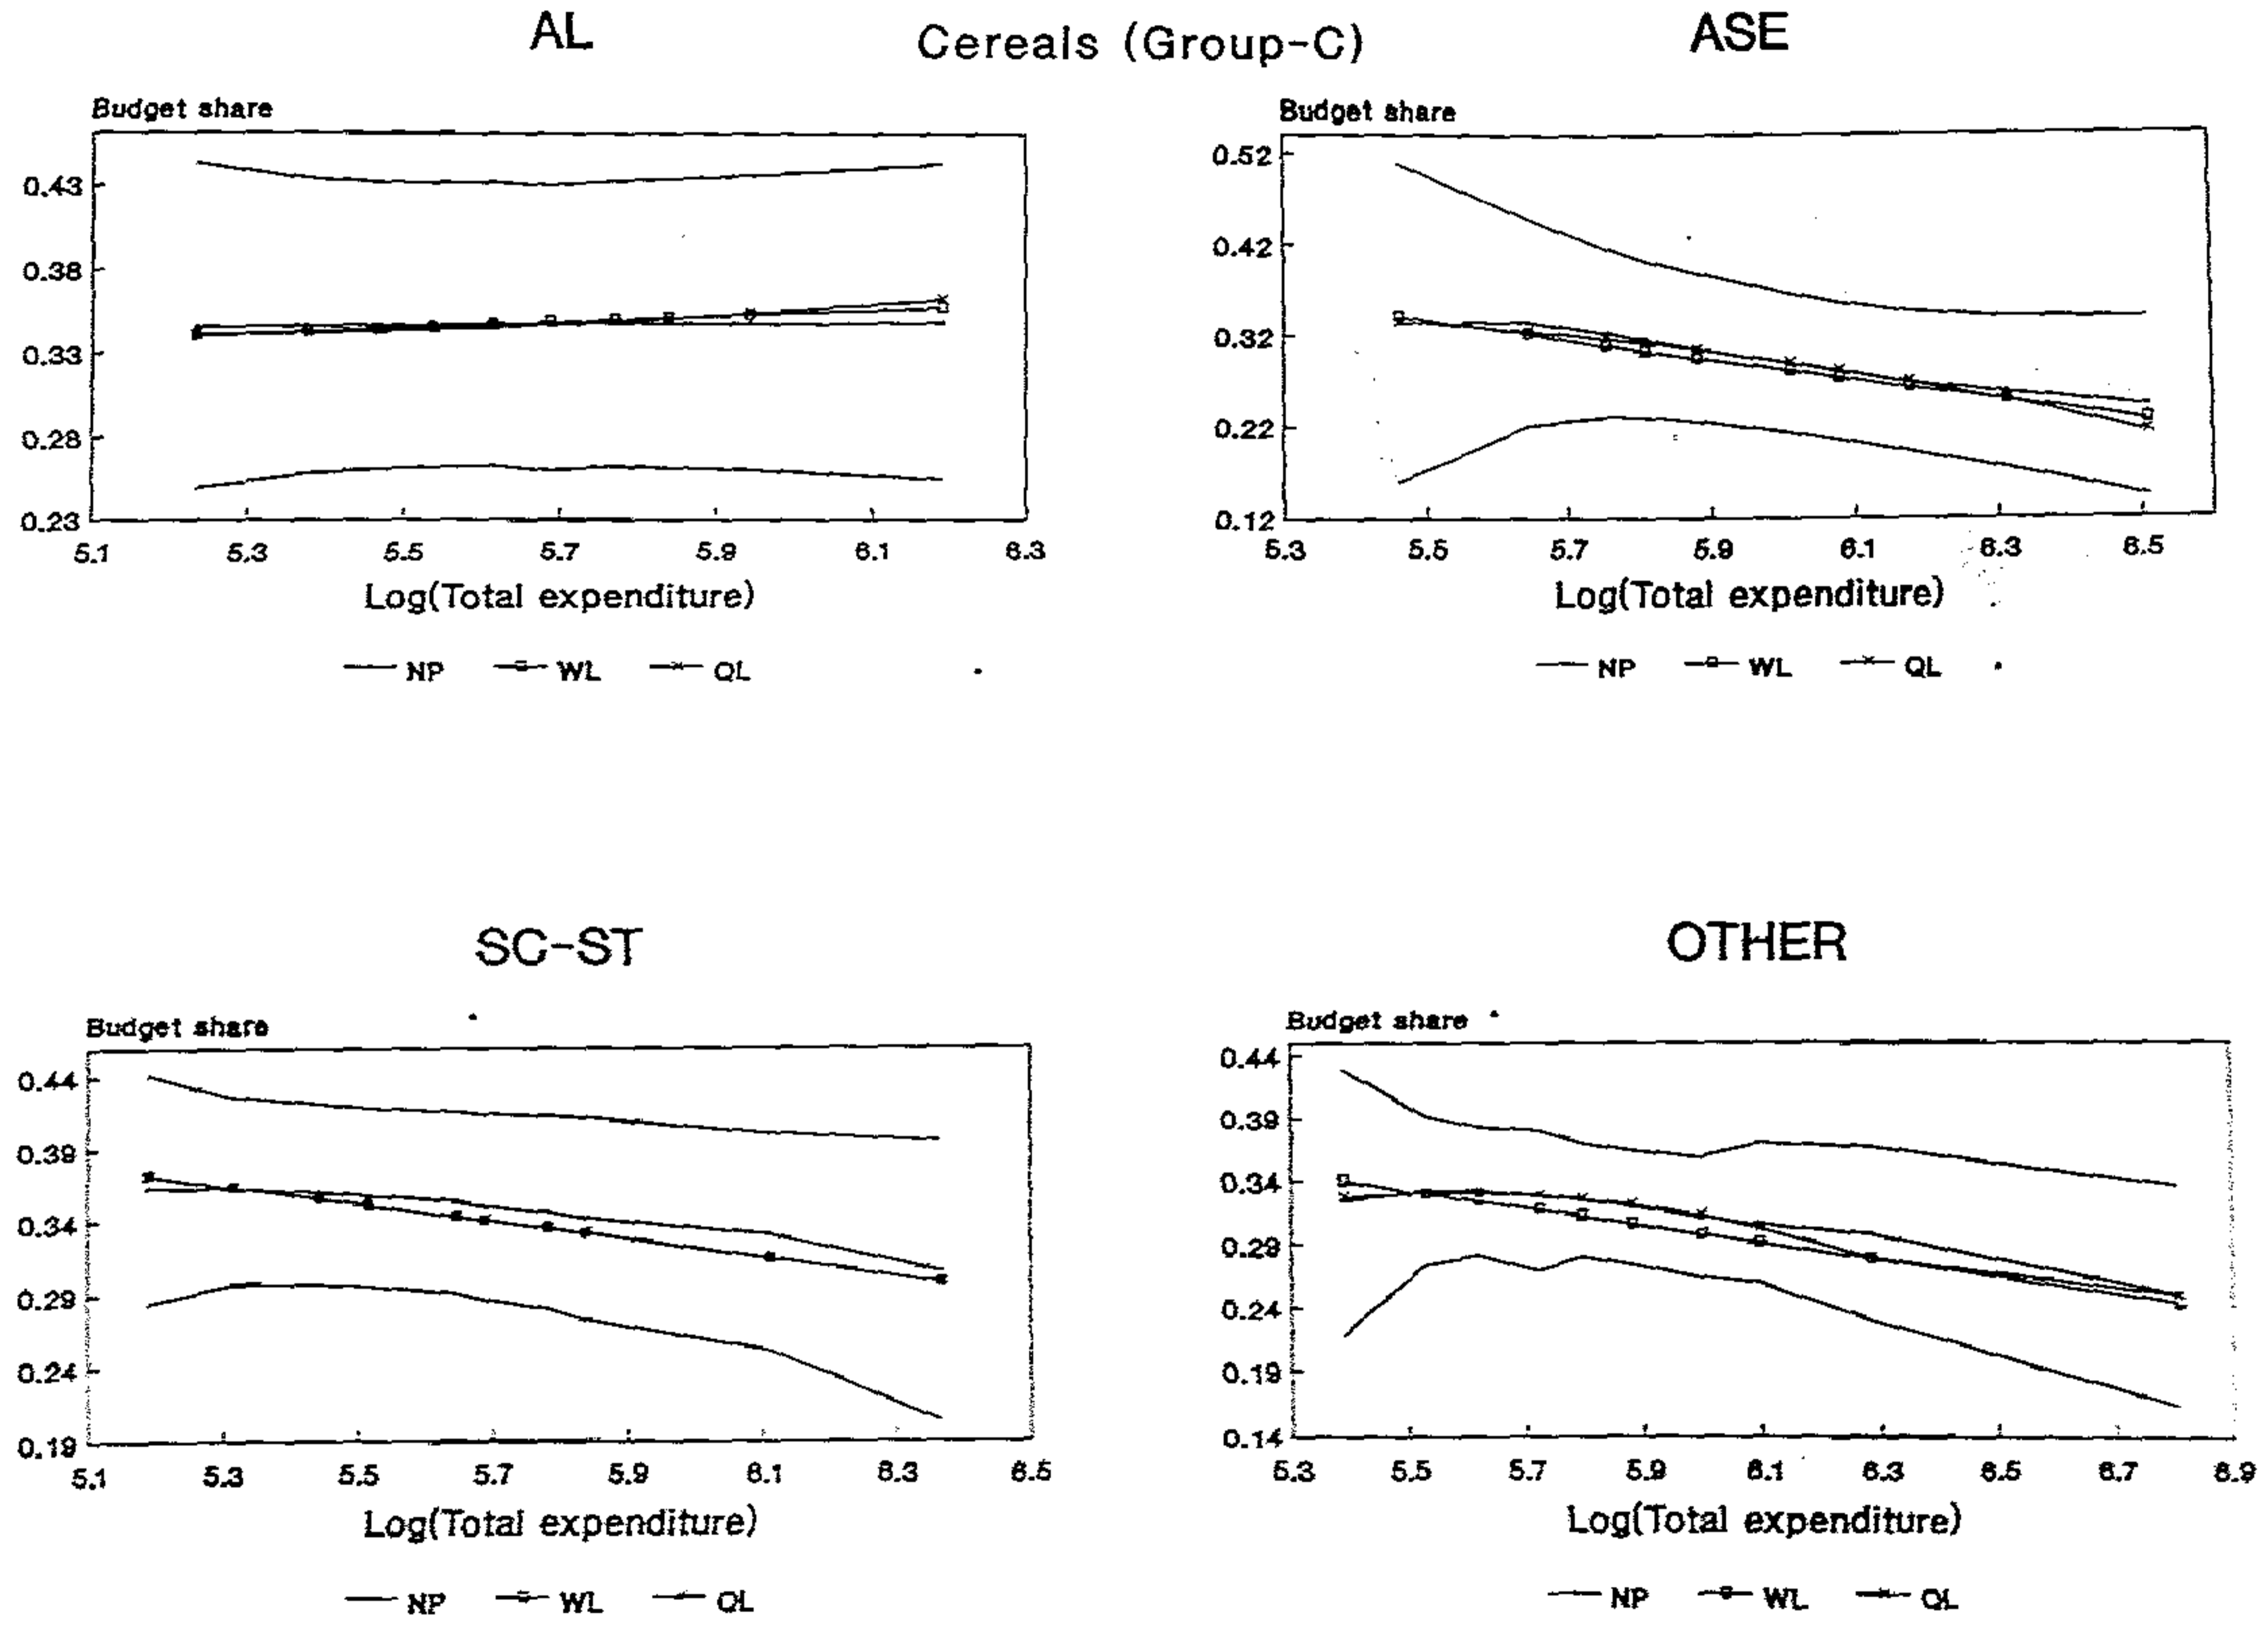 AL
Cereals (Group-C)
ASE
Budget share
0.43
0.38
0.33
0.28
0.23
5.1 5.3 5.5 5.7 5.9 6.1 6.3
Log(Total expenditure)
NP WL QL
Budget share
0.52
0.42
0.32
0.22
0.12
5.3 5.5 5.7 5.9 6.1 6.3 6.5
Log(Total expenditure)
NP WL QL
SC-ST
Budget share
0.44
0.39
0.34
0.29
0.24
0.19
5.1 5.3 5.5 5.7 5.9 6.1 6.3 6.5
Log(Total expenditure)
NP WL QL
OTHER
Budget share
0.44
0.39
0.34
0.29
0.24
0.19
0.14
5.3 5.5 5.7 5.9 6.1 6.3 6.5 6.7 6.9
Log(Total expenditure)
NP WL QL